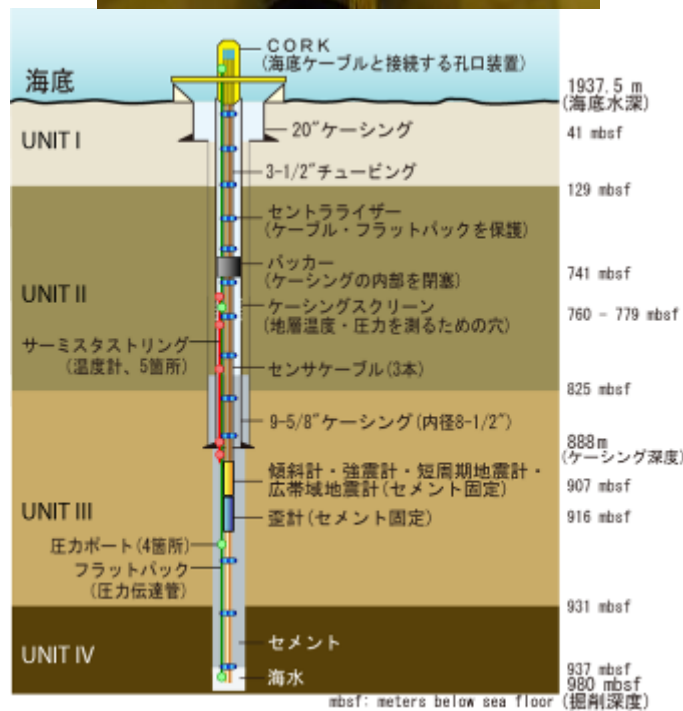 CORK
(海底ケーブルと接続する孔口装置)
海底
1937.5 m
(海底水深)
20"ケーシング
41 mbsf
UNIT I
3-1/2"チュービング
129 mbsf
セントラライザー
(ケーブル・フラットパックを保護)
パッカー
(ケーシングの内部を閉塞)
741 mbsf
UNIT II
ケーシングスクリーン
(地層温度・圧力を測るための穴)
760 - 779 mbsf
サーミスタストリング
(温度計、5箇所)
センサケーブル(3本)
825 mbsf
9-5/8"ケーシング(内径8-1/2")
888m
(ケーシング深度)
傾斜計・強震計・短周期地震計・
広帯域地震計(セメント固定)
907 mbsf
UNIT III
歪計(セメント固定)
916 mbsf
圧力ポート(4箇所)
フラットパック
(圧力伝達管)
931 mbsf
セメント
UNIT IV
937 mbsf
海水
980 mbsf
(掘削深度)
mbsf: meters below sea floor